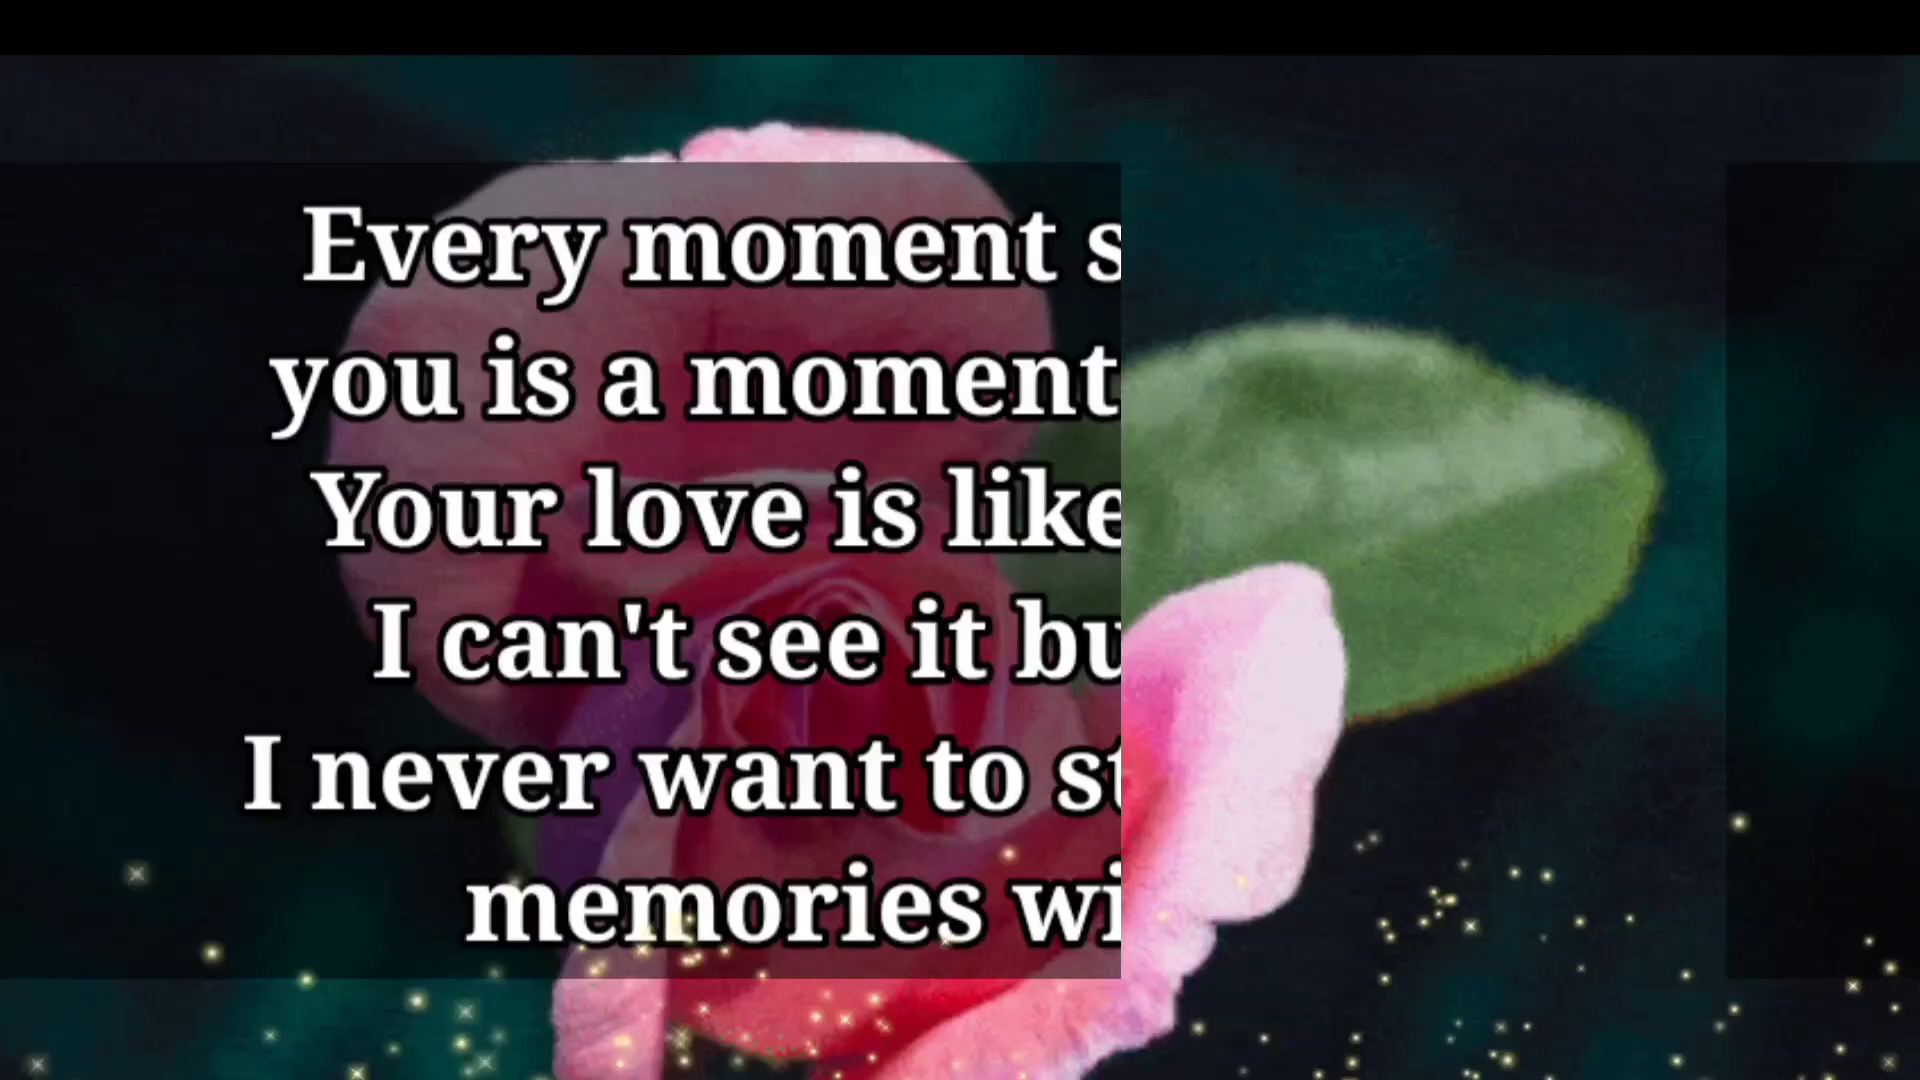 Every moment s
you is a moment
Your love is like
I can't see it bu
I never want to st
memories wi